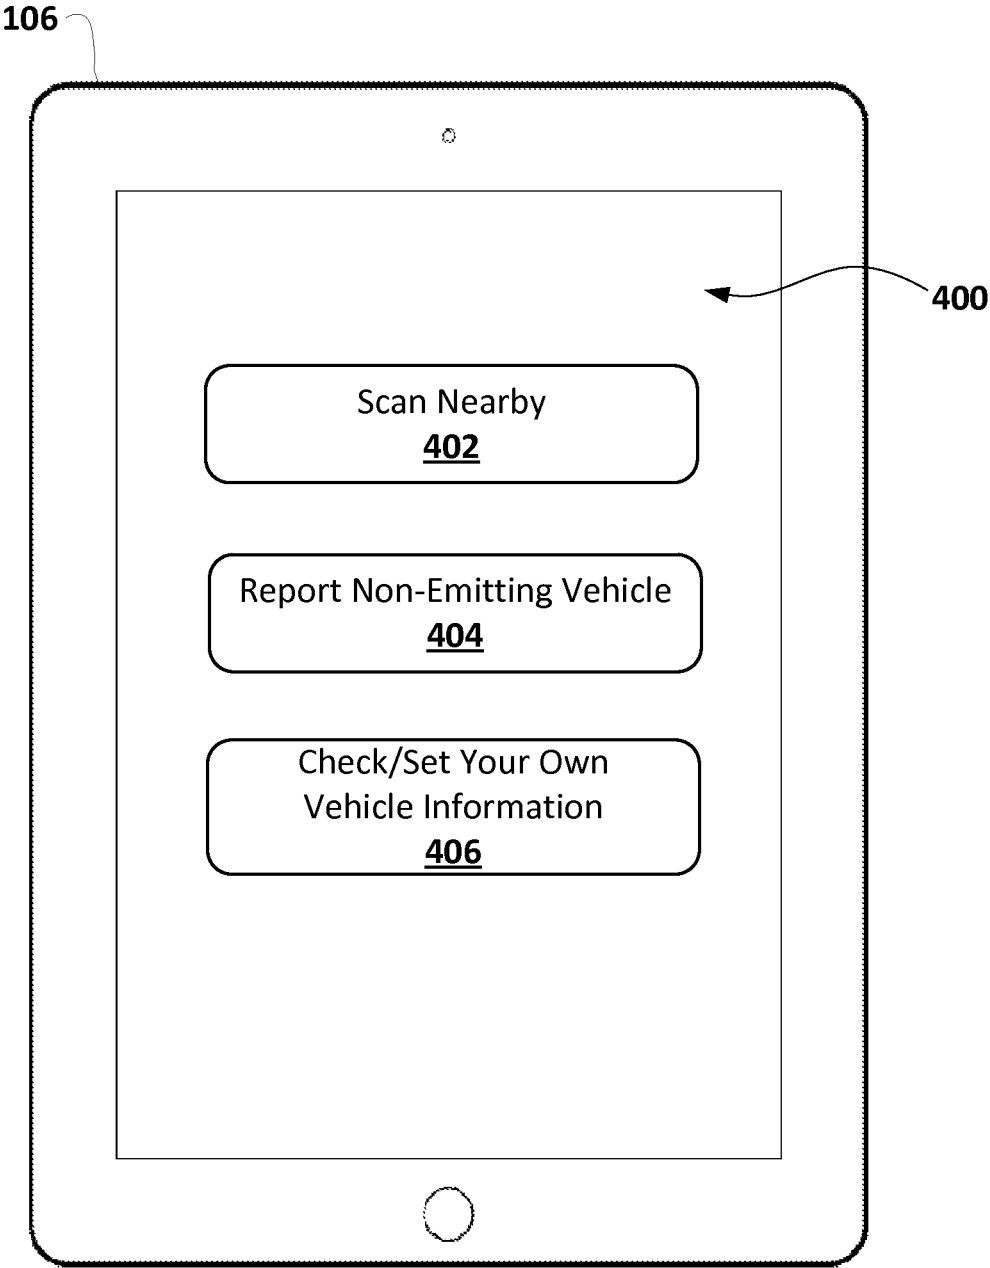 106
400
Scan Nearby
402
Report Non-Emitting Vehicle
404
Check/Set Your Own
Vehicle Information
406